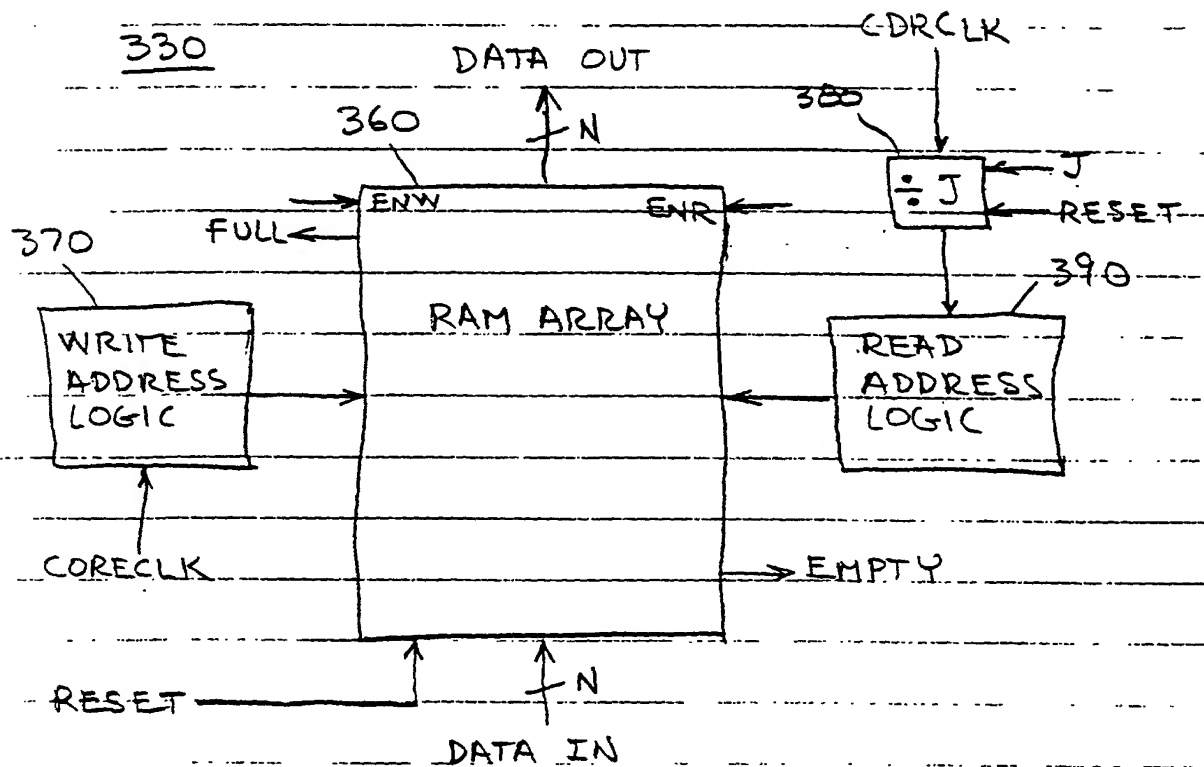 330
DATA OUT
CDRCLK
380
360
N
÷ J
J
ENW
ENR
RESET
FULL
370
390
RAM ARRAY
WRITE
ADDRESS
LOGIC
READ
ADDRESS
LOGIC
CORECLK
EMPTY
RESET
N
DATA IN